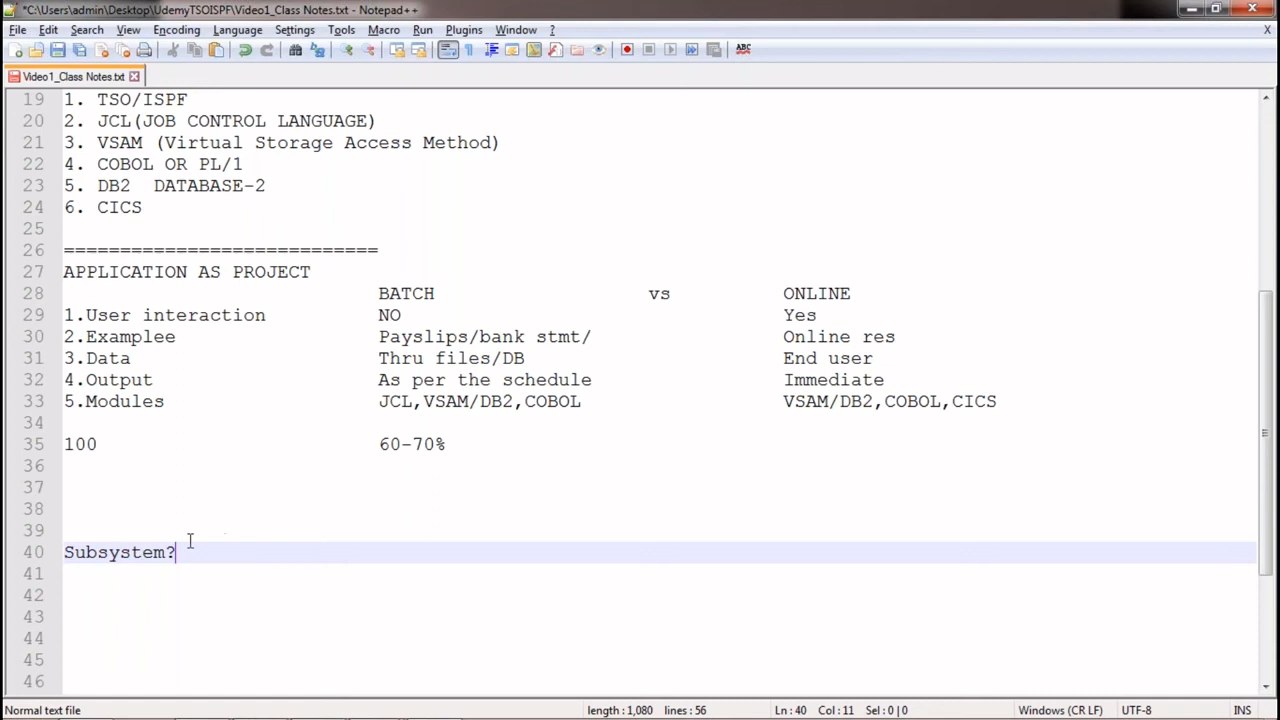 *C:\Users\admin\Desktop\UdemyTSOISPF\Video1_Class Notes.txt - Notepad++
File Edit Search View Encoding Language Settings Tools Macro Run Plugins Window ? X
ABC
Video1_Class Notes.txt
19 1. TSO/ISPF
20 2. JCL(JOB CONTROL LANGUAGE)
21 3. VSAM (Virtual Storage Access Method)
22 4. COBOL OR PL/1
23 5. DB2  DATABASE-2
24 6. CICS
25
26 ============================
27 APPLICATION AS PROJECT
28 BATCH vs ONLINE
29 1.User interaction NO Yes
30 2.Examplee Payslips/bank stmt/ Online res
31 3.Data Thru files/DB End user
32 4.Output As per the schedule Immediate
33 5.Modules JCL,VSAM/DB2,COBOL VSAM/DB2,COBOL,CICS
34
35 100 60-70%
36
37
38
39
40 Subsystem?
41
42
43
44
45
46
Normal text file length : 1,080 lines : 56 Ln : 40 Col : 11 Sel : 0 | 0 Windows (CR LF) UTF-8 INS